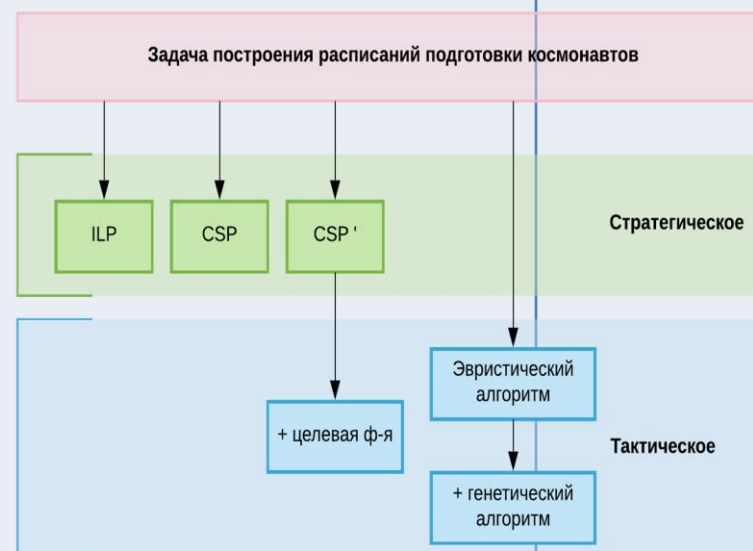 Задача построения расписаний подготовки космонавтов
ILP
CSP
CSP '
Стратегическое
Эвристический
алгоритм
+ целевая ф-я
Тактическое
+ генетический
алгоритм